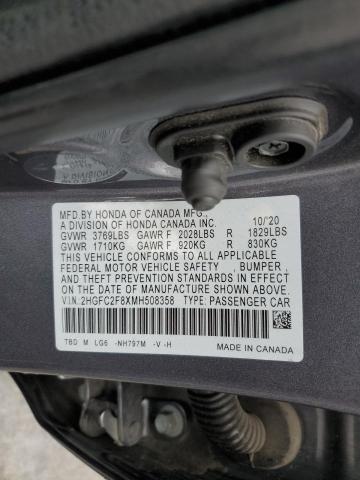 MFD.BY HONDA OF CANADA MFG., 10/'20
A DIVISION OF HONDA CANADA INC.
GVWR 3769LBS GAWR F 2028LBS R 1829LBS
GVWR 1710KG GAWR F 920KG R 830KG
THIS VEHICLE CONFORMS TO ALL APPLICABLE
FEDERAL MOTOR VEHICLE SAFETY, BUMPER,
AND THEFT PREVENTION STANDARDS IN EFFECT
ON THE DATE OF MANUFACTURE SHOWN ABOVE.
V.I.N.:2HGFC2F8XMH508358 TYPE: PASSENGER CAR
TBD M LG6 -NH797M -V -H
MADE IN CANADA